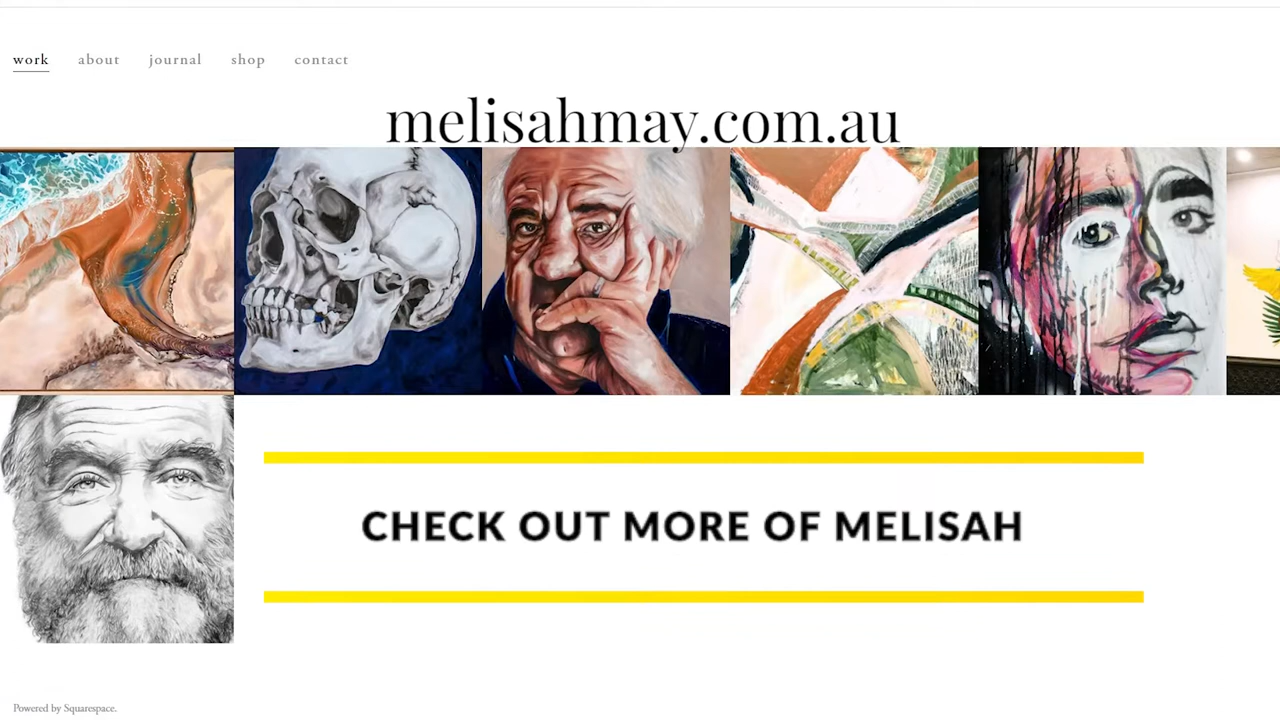 work about journal shop contact
melisahmay.com.au
CHECK OUT MORE OF MELISAH
Powered by Squarespace.